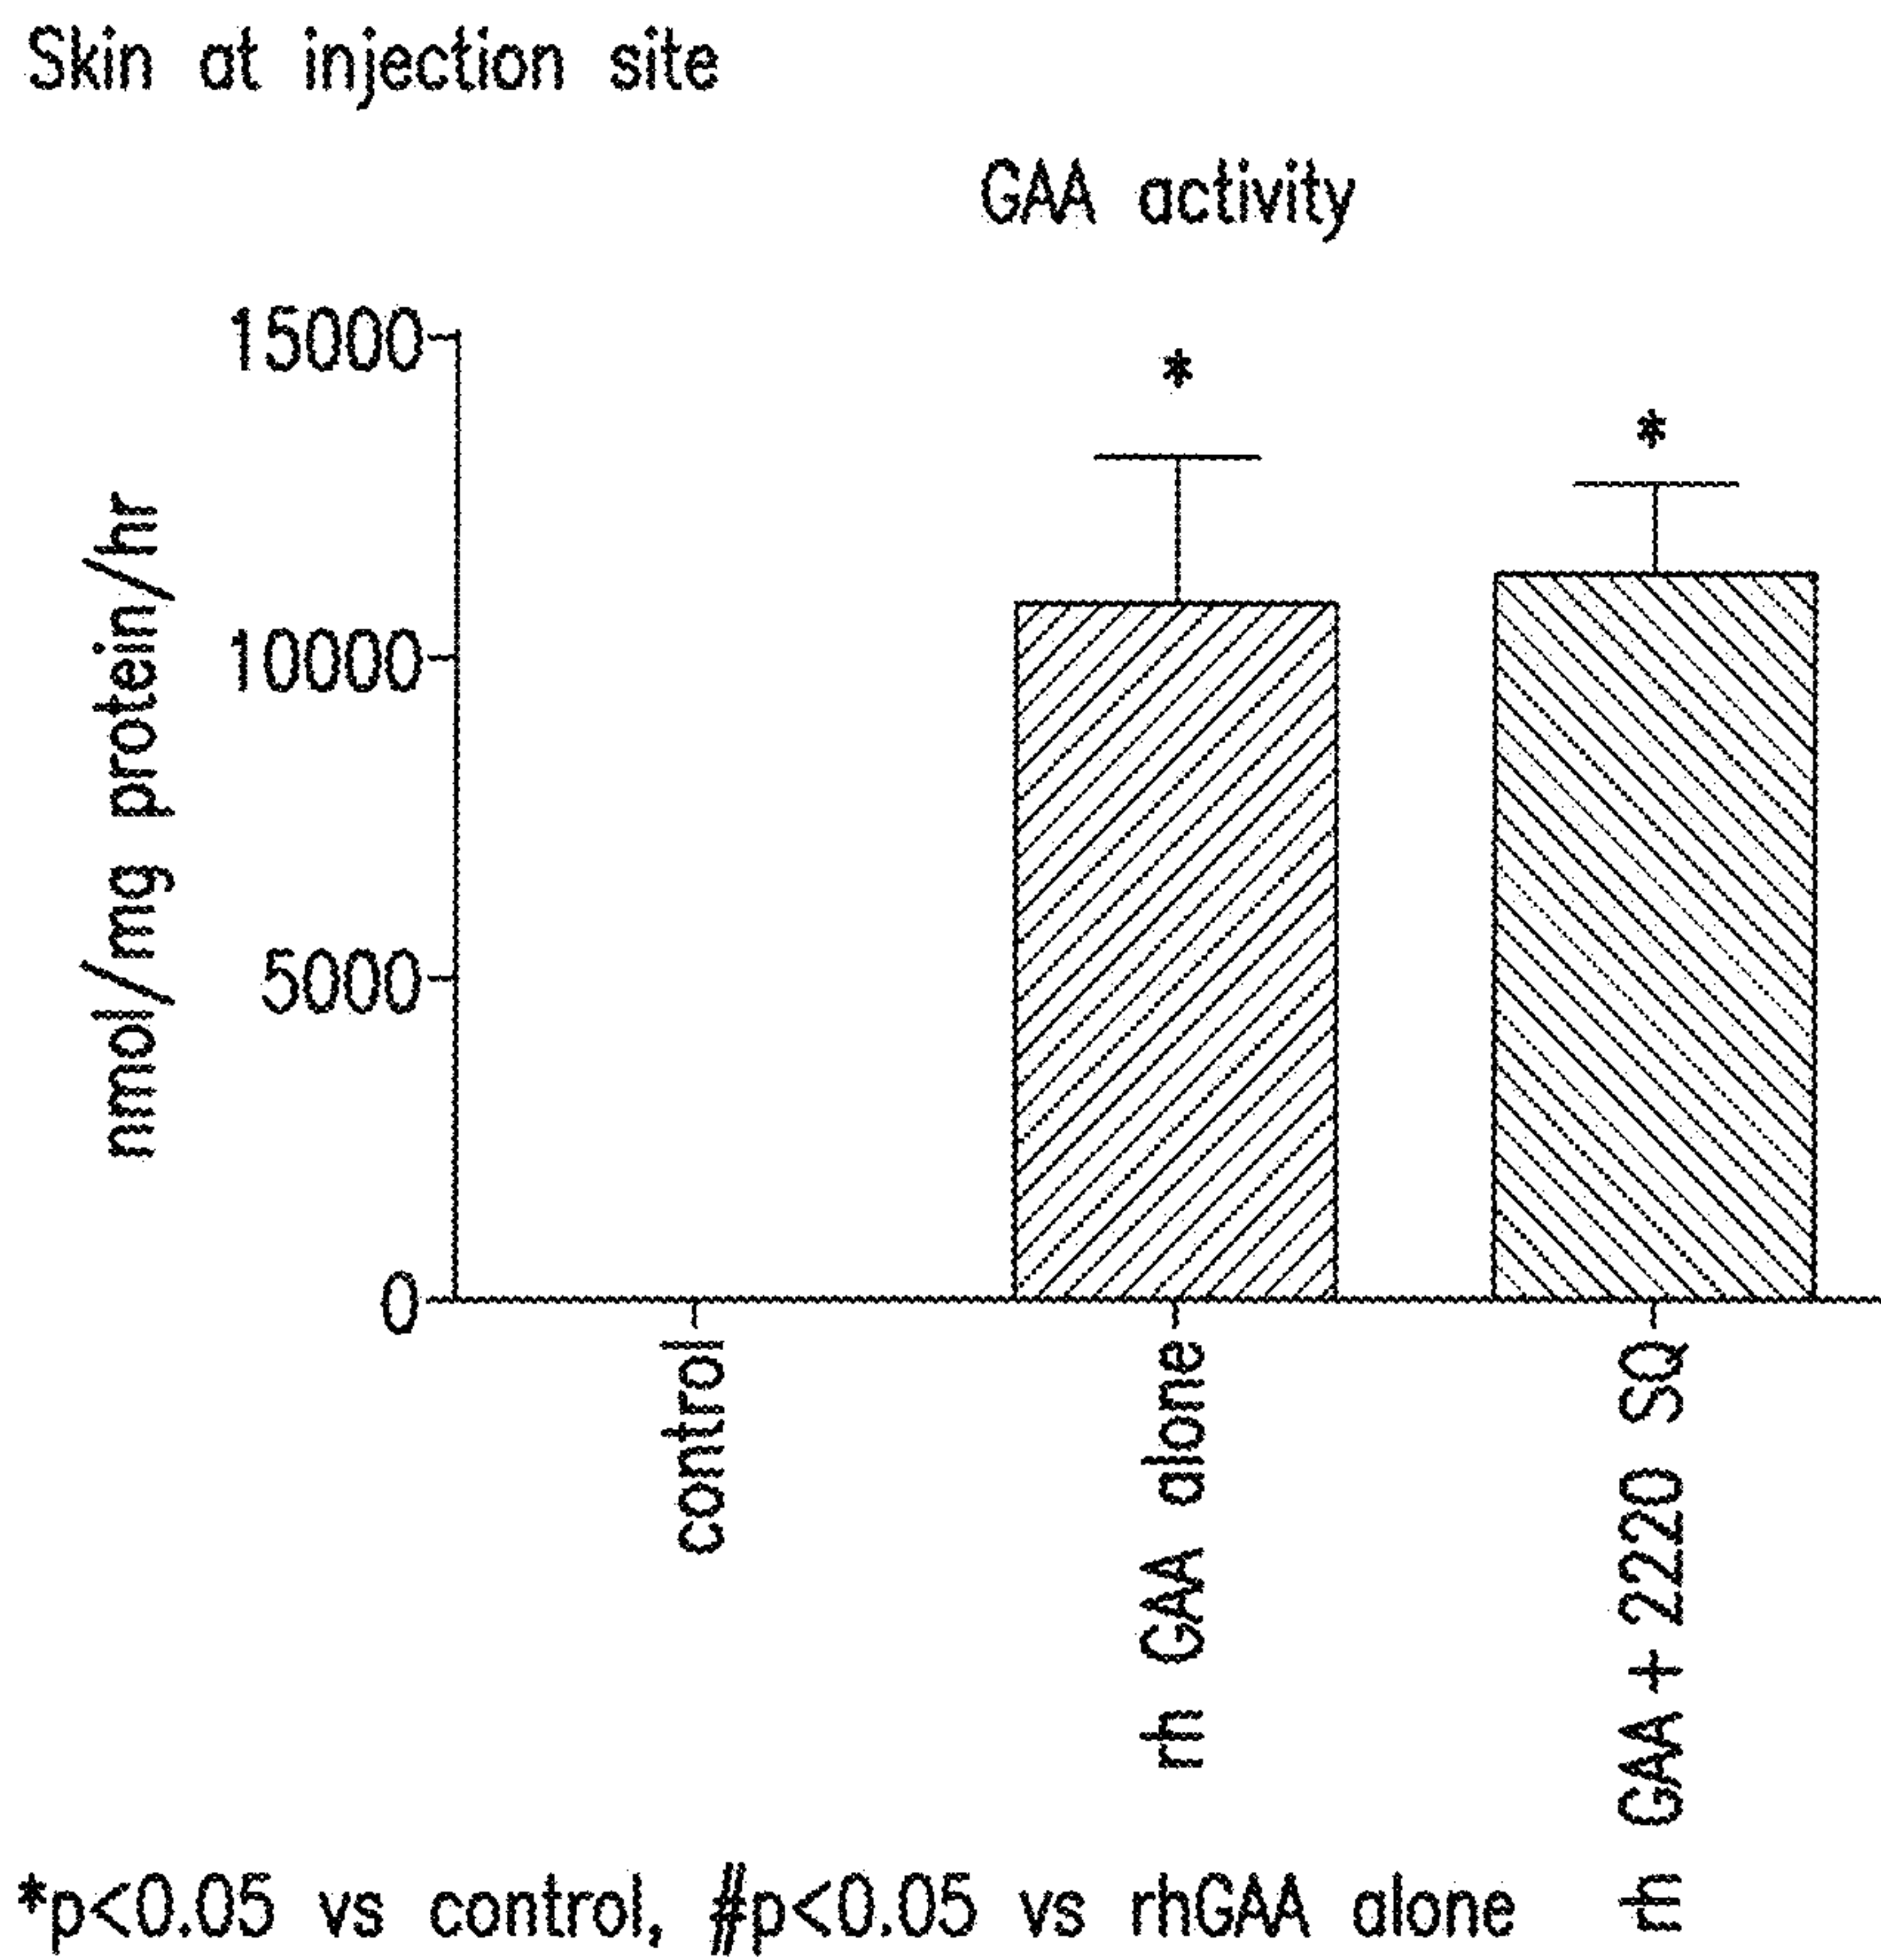 Skin at injection site
GAA activity
nmol/mg protein/hr
15000
10000
5000
0
*
*
control
rh GAA alone
rh GAA + 2220 SQ
*p<0.05 vs control, #p<0.05 vs rhGAA alone